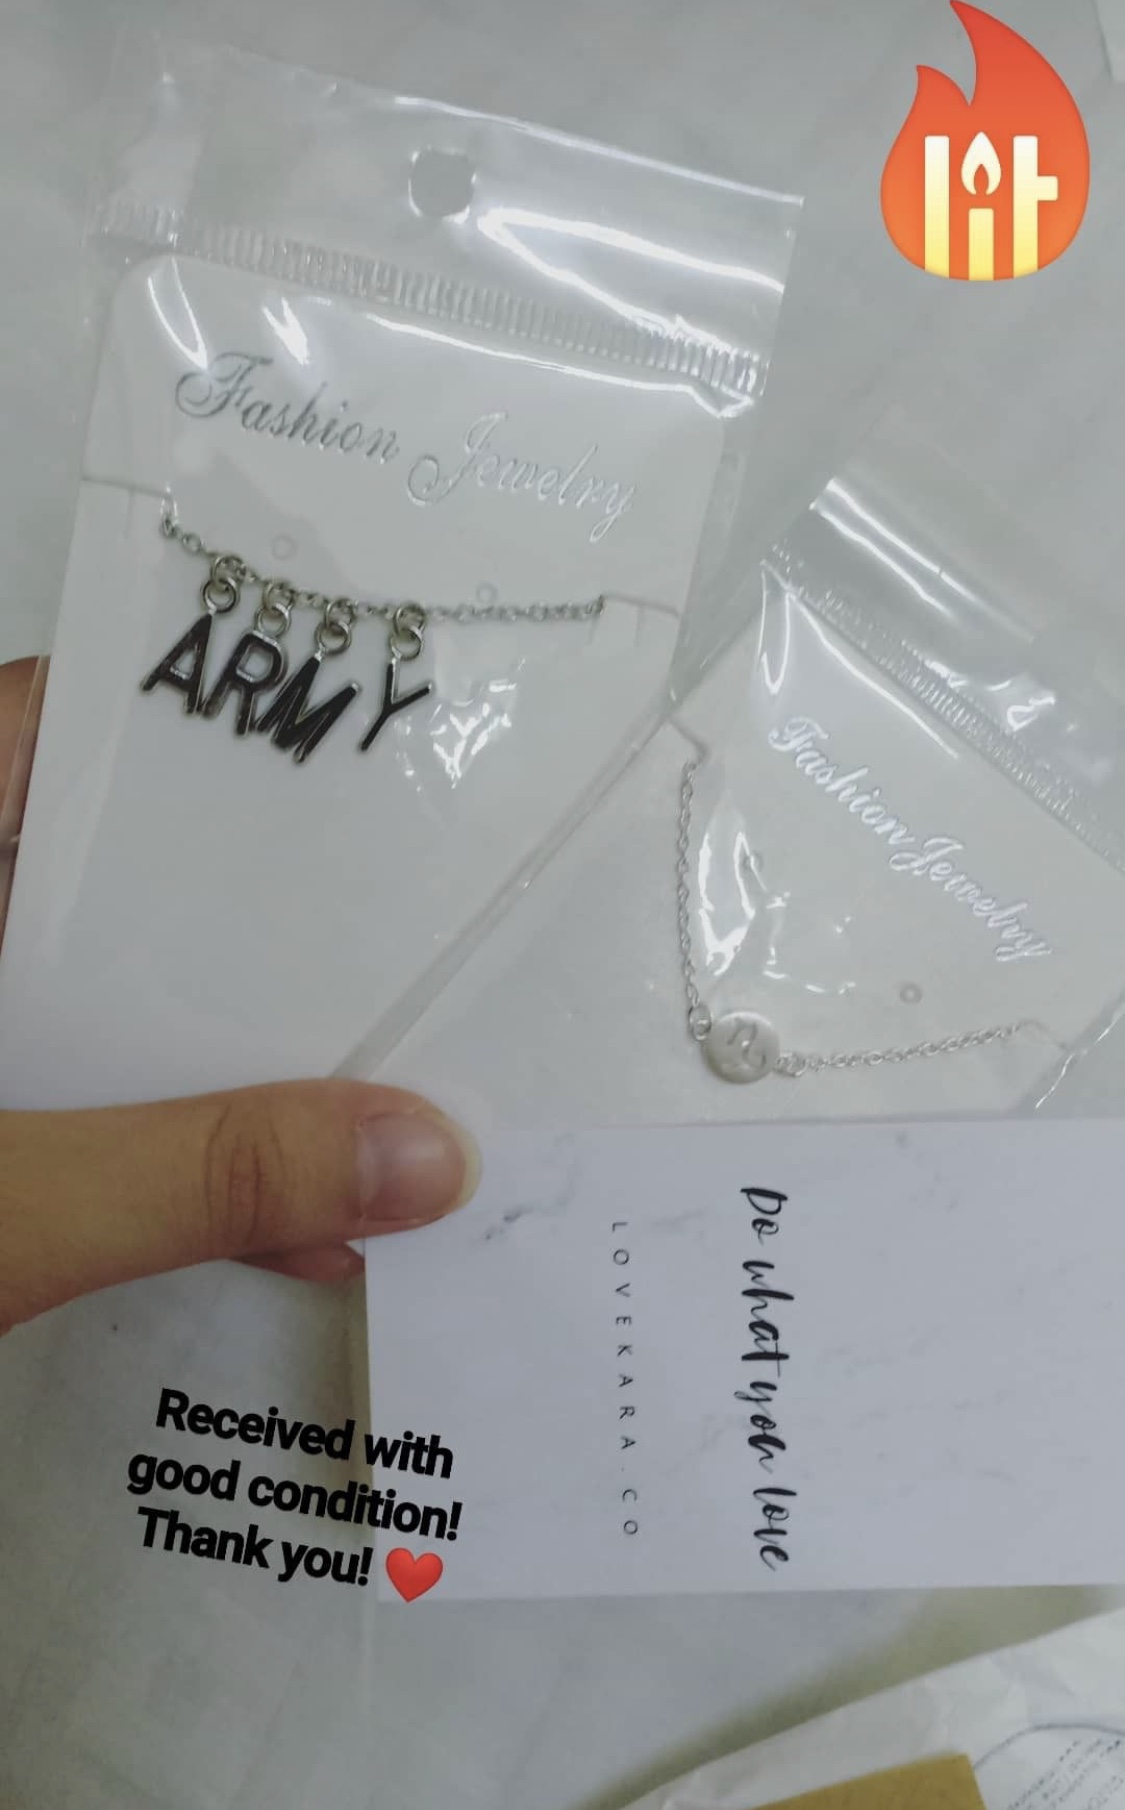 lit
Fashion Jewelry
ARMY
Fashion Jewelry
Do what you love
LOVEKARA.CO
Received with
good condition!
Thank you! ❤️